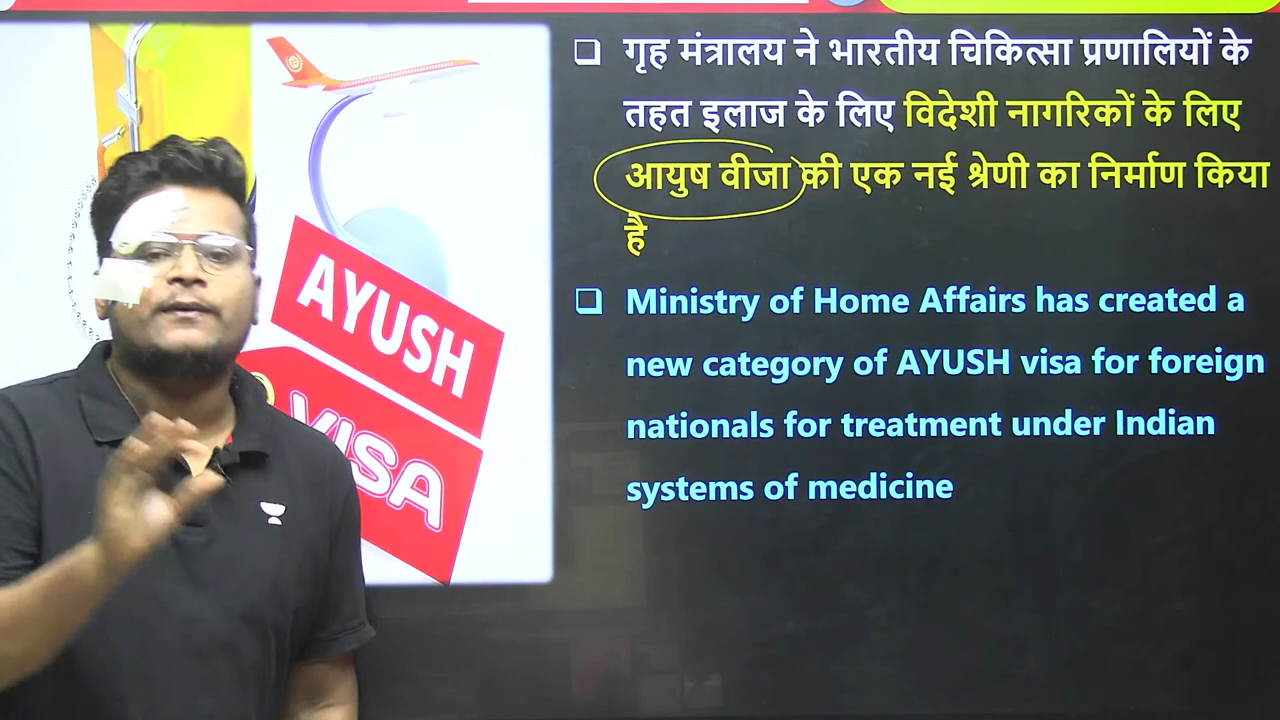 AYUSH
VISA
गृह मंत्रालय ने भारतीय चिकित्सा प्रणालियों के
तहत इलाज के लिए विदेशी नागरिकों के लिए
आयुष वीजा की एक नई श्रेणी का निर्माण किया
है
Ministry of Home Affairs has created a
new category of AYUSH visa for foreign
nationals for treatment under Indian
systems of medicine